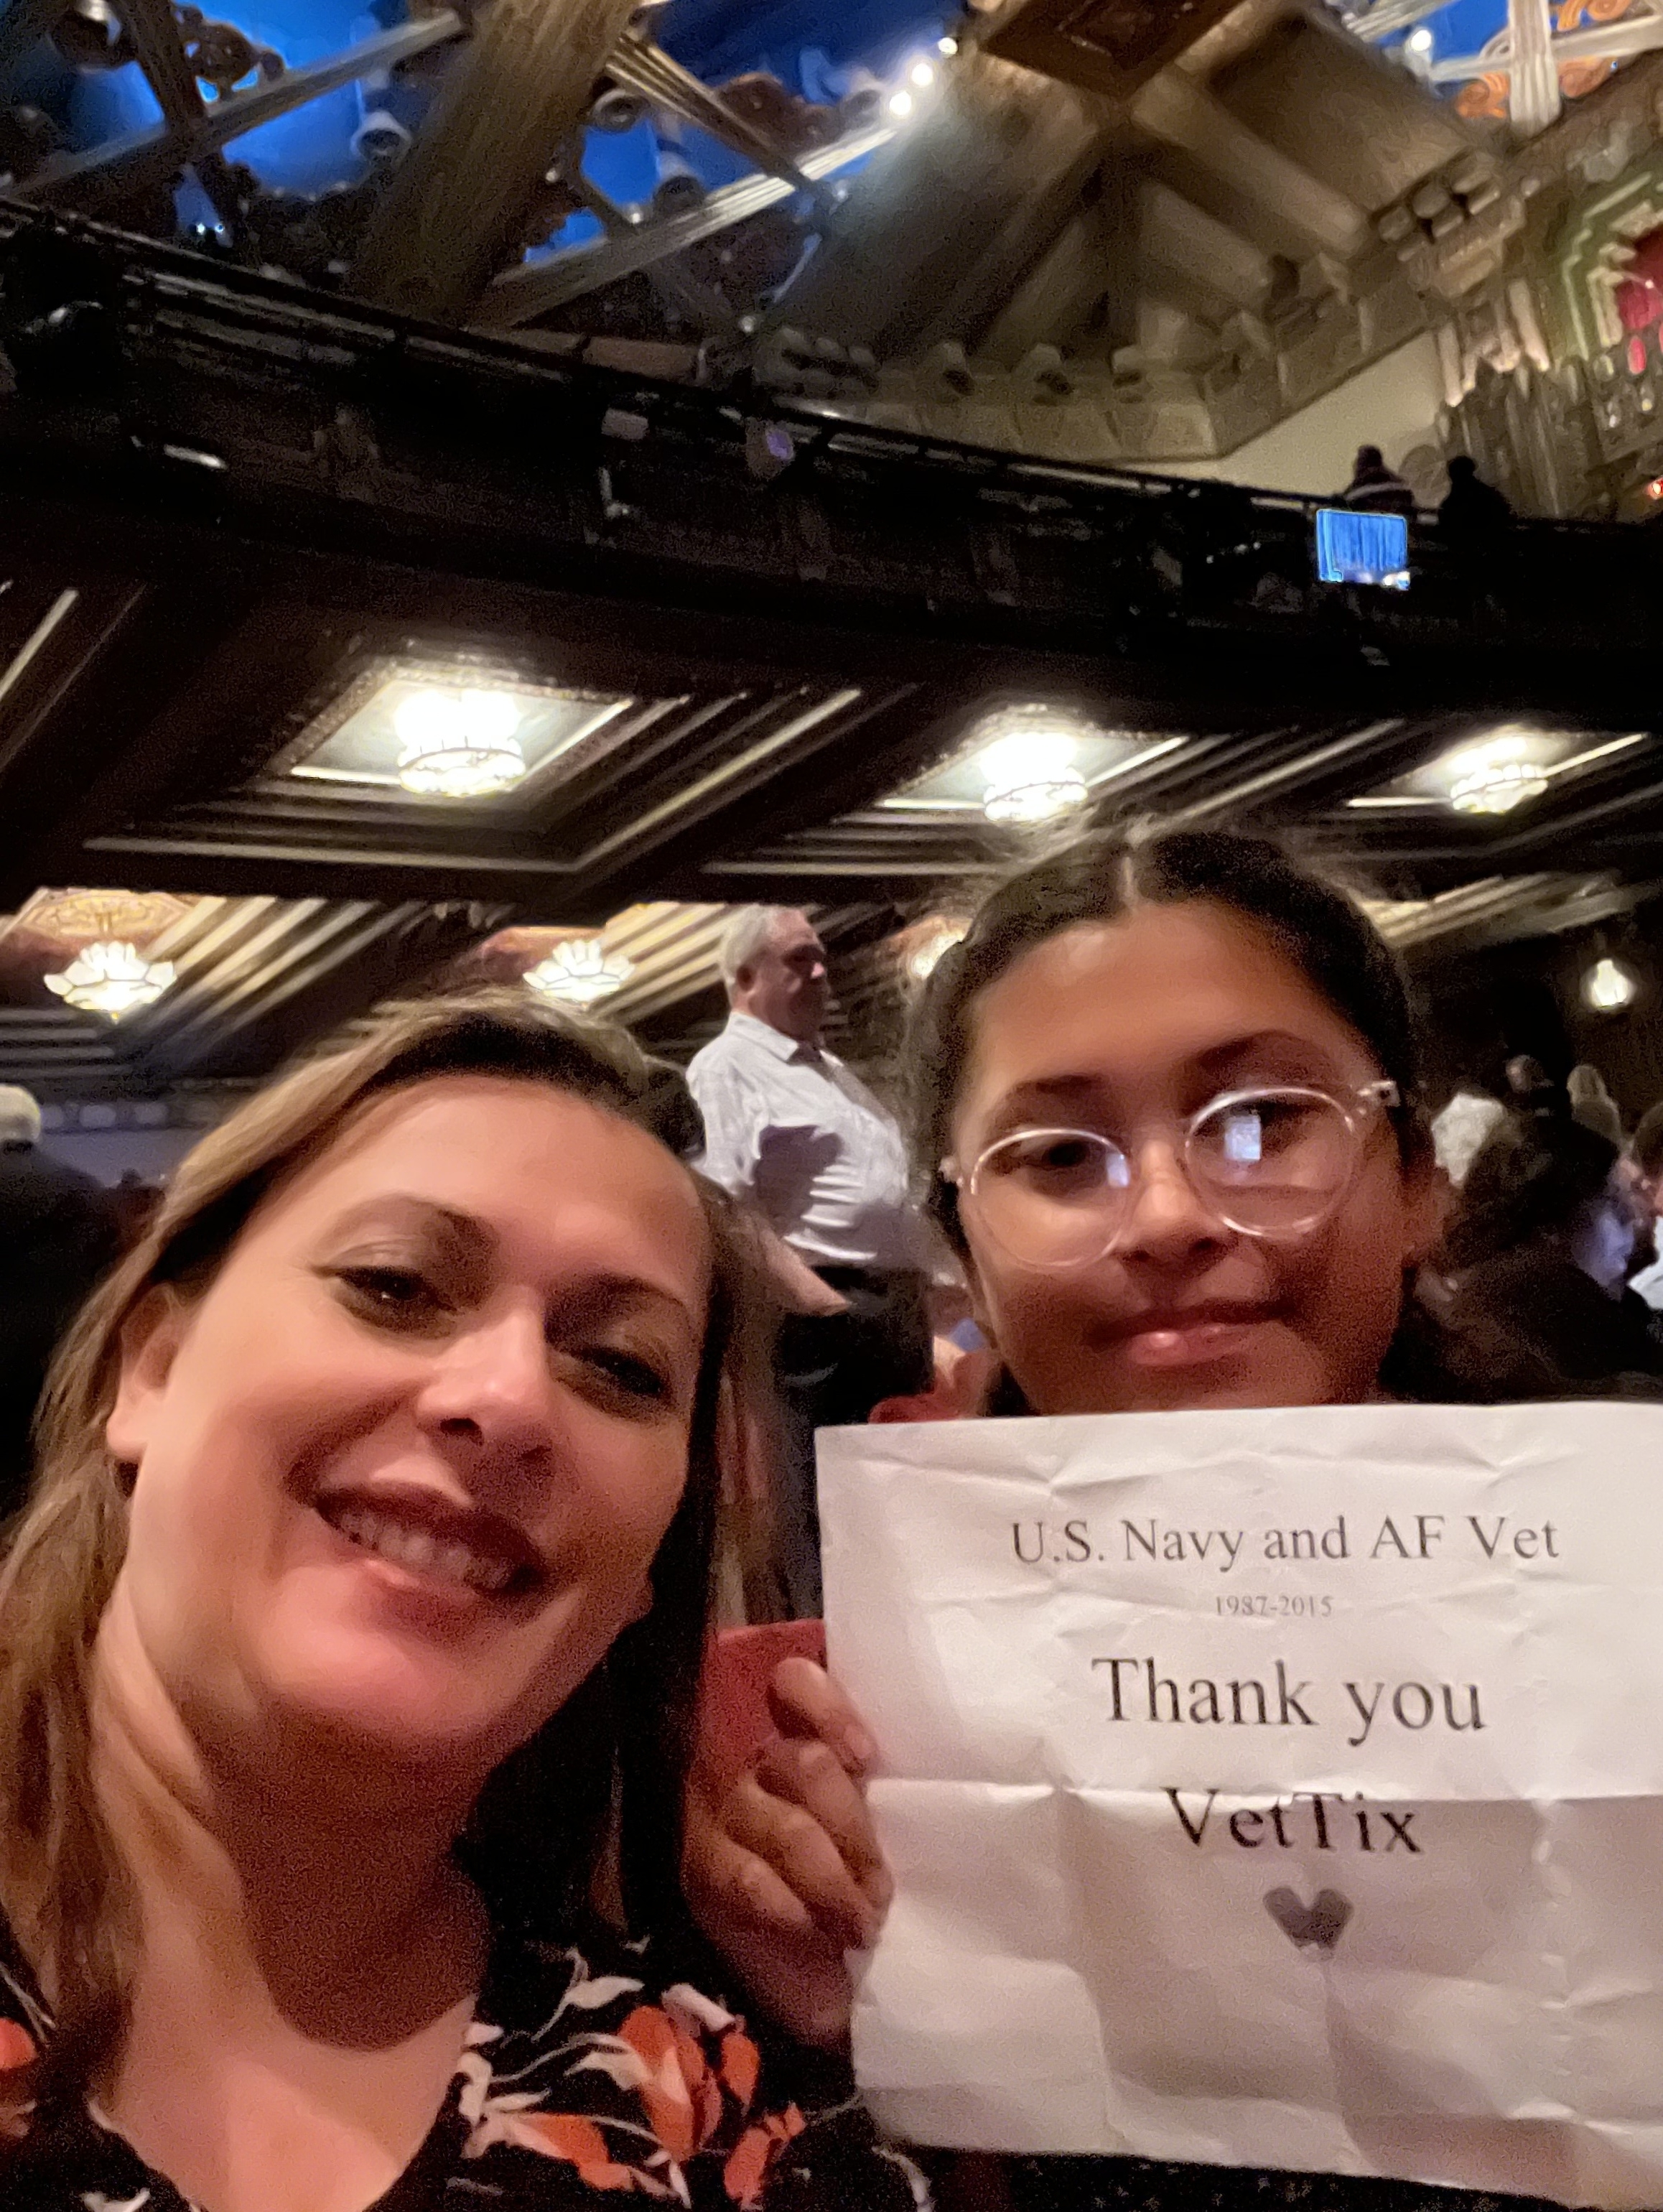 U.S. Navy and AF Vet
1987-2015
Thank you
VetTix